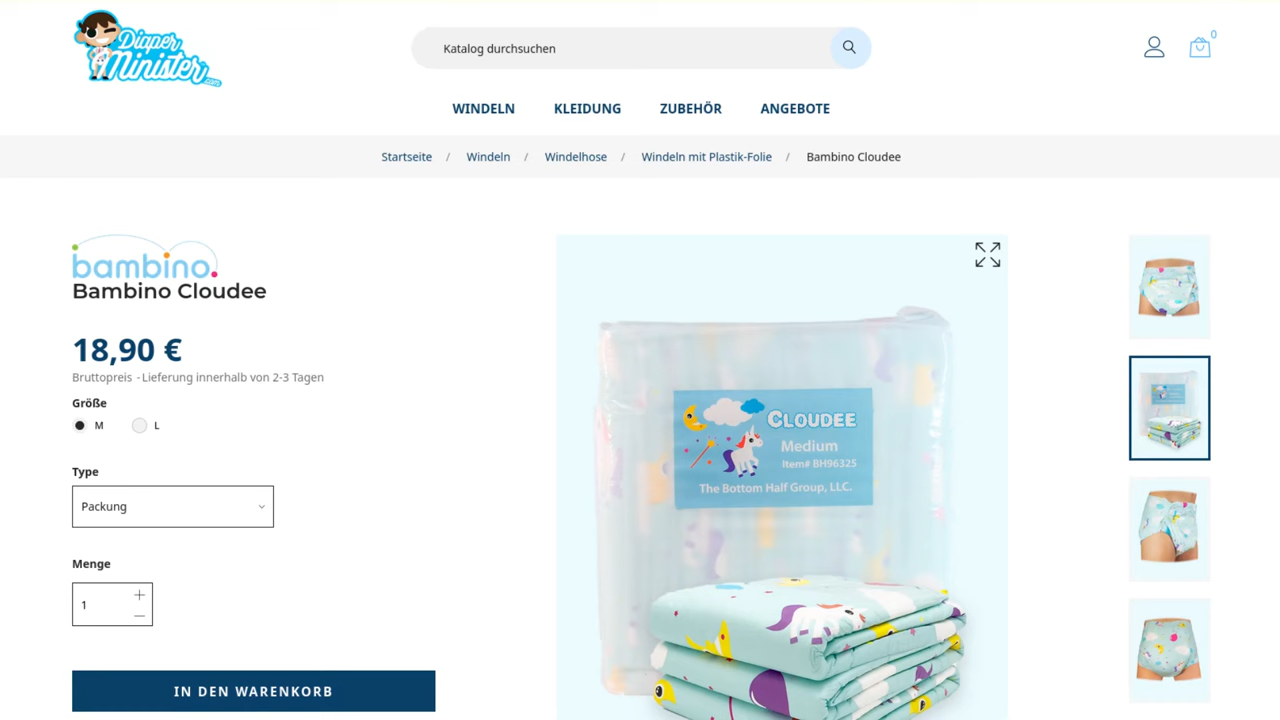 Diaper
Minister.com
Katalog durchsuchen
0
WINDELN
KLEIDUNG
ZUBEHÖR
ANGEBOTE
Startseite / Windeln / Windelhose / Windeln mit Plastik-Folie / Bambino Cloudee
bambino.
Bambino Cloudee
18,90 €
Bruttopreis - Lieferung innerhalb von 2-3 Tagen
Größe
M
L
Type
Packung
Menge
1
IN DEN WARENKORB
CLOUDEE
Medium
Item# BH96325
The Bottom Half Group, LLC.